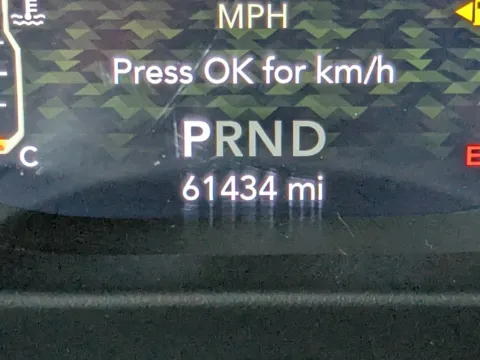 MPH
Press OK for km/h
PRND
61434 mi
C
E